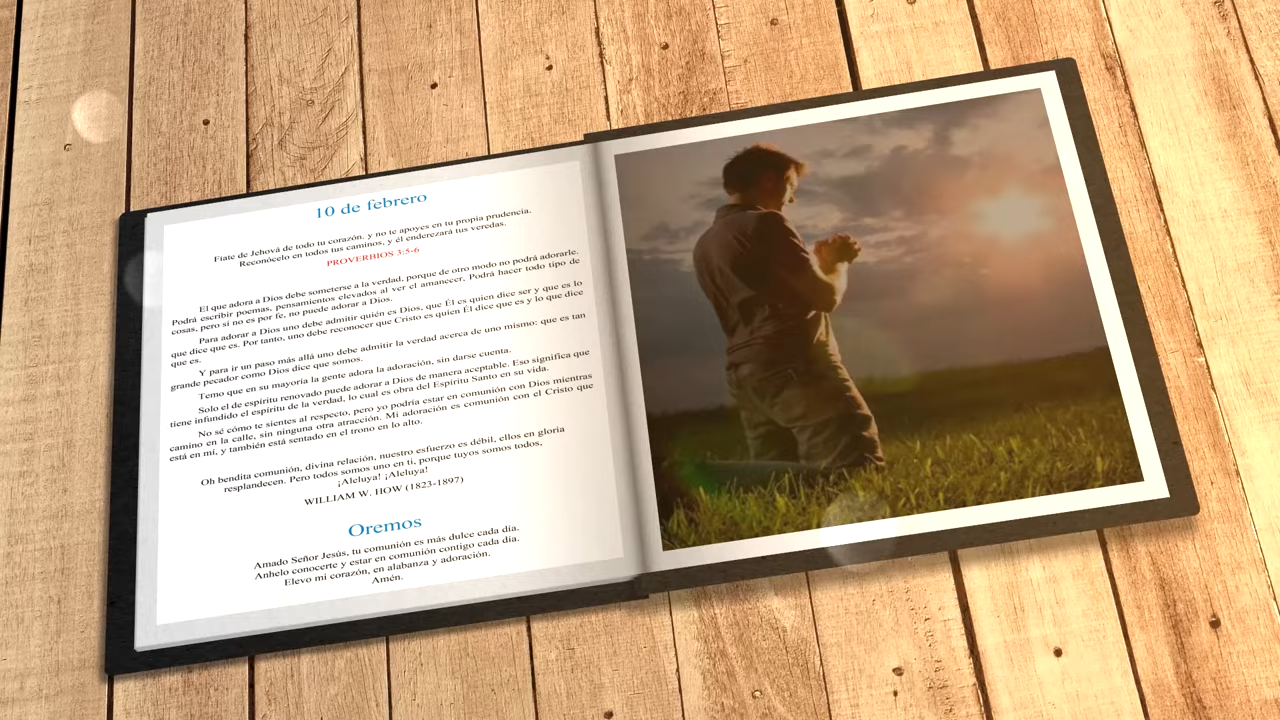 10 de febrero
Fíate de Jehová de todo tu corazón, y no te apoyes en tu propia prudencia.
Reconócelo en todos tus caminos, y él enderezará tus veredas.
PROVERBIOS 3:5-6
El que adora a Dios debe someterse a la verdad, porque de otro modo no podrá adorarle.
Podrá escribir poemas, pensamientos elevados al ver el amanecer. Podrá hacer todo tipo de
cosas, pero si no es por fe, no puede adorar a Dios.
Para adorar a Dios uno debe admitir quién es Dios, que Él es quien dice ser y que es lo
que dice que es. Por tanto, uno debe reconocer que Cristo es quien Él dice que es y lo que dice
que es.
Y para ir un paso más allá uno debe admitir la verdad acerca de uno mismo: que es tan
grande pecador como Dios dice que somos.
Temo que en su mayoría la gente adora la adoración, sin darse cuenta.
Solo el de espíritu renovado puede adorar a Dios de manera aceptable. Eso significa que
tiene infundido el espíritu de la verdad, lo cual es obra del Espíritu Santo en su vida.
No sé cómo te sientes al respecto, pero yo podría estar en comunión con Dios mientras
camino en la calle, sin ninguna otra atracción. Mi adoración es comunión con el Cristo que
está en mí, y también está sentado en el trono en lo alto.
Oh bendita comunión, divina relación, nuestro esfuerzo es débil, ellos en gloria
resplandecen. Pero todos somos uno en ti, porque tuyos somos todos,
¡Aleluya! ¡Aleluya!
WILLIAM W. HOW (1823-1897)
Oremos
Amado Señor Jesús, tu comunión es más dulce cada día.
Anhelo conocerte y estar en comunión contigo cada día.
Elevo mi corazón, en alabanza y adoración.
Amén.